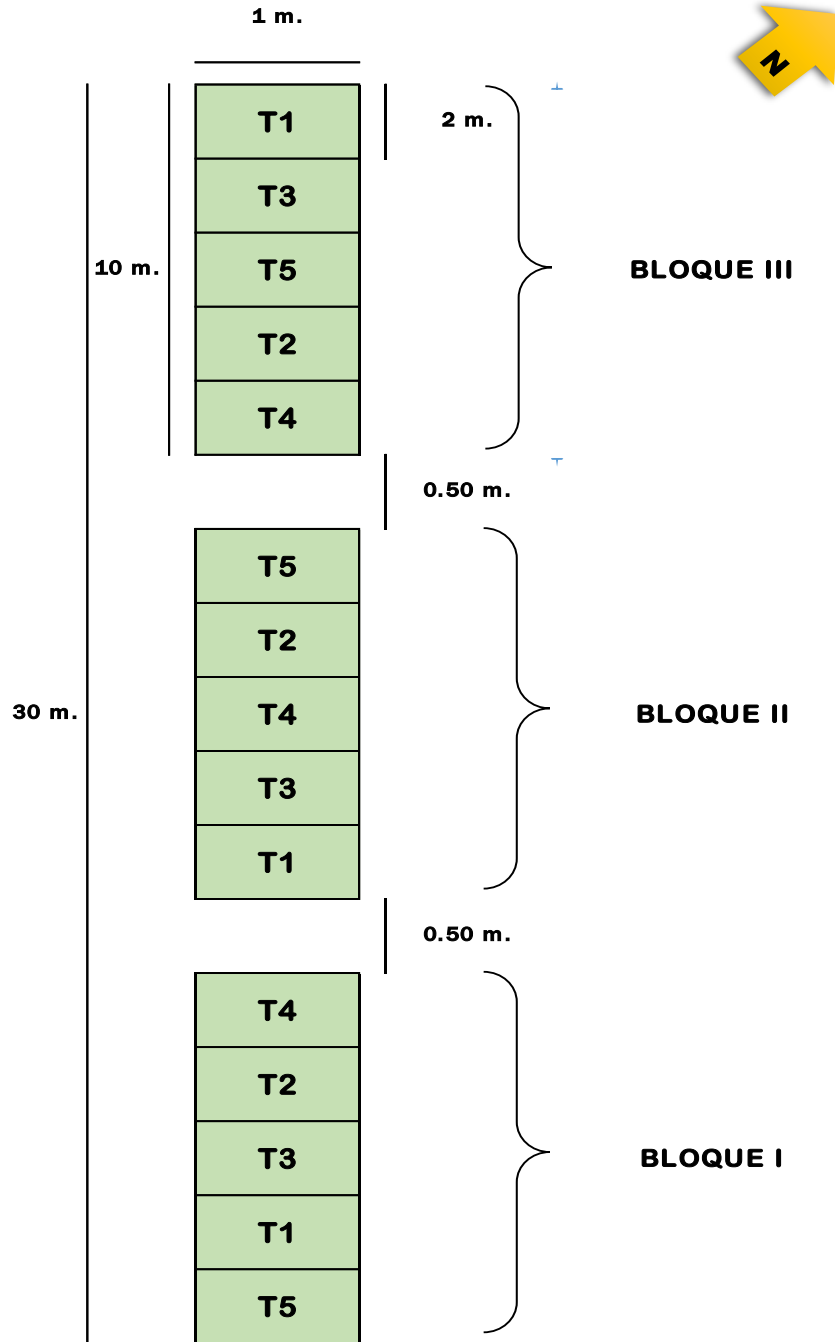 1 m.
N
T1
2 m.
T3
10 m.
T5
BLOQUE III
T2
T4
0.50 m.
T5
T2
30 m.
T4
BLOQUE II
T3
T1
0.50 m.
T4
T2
T3
BLOQUE I
T1
T5